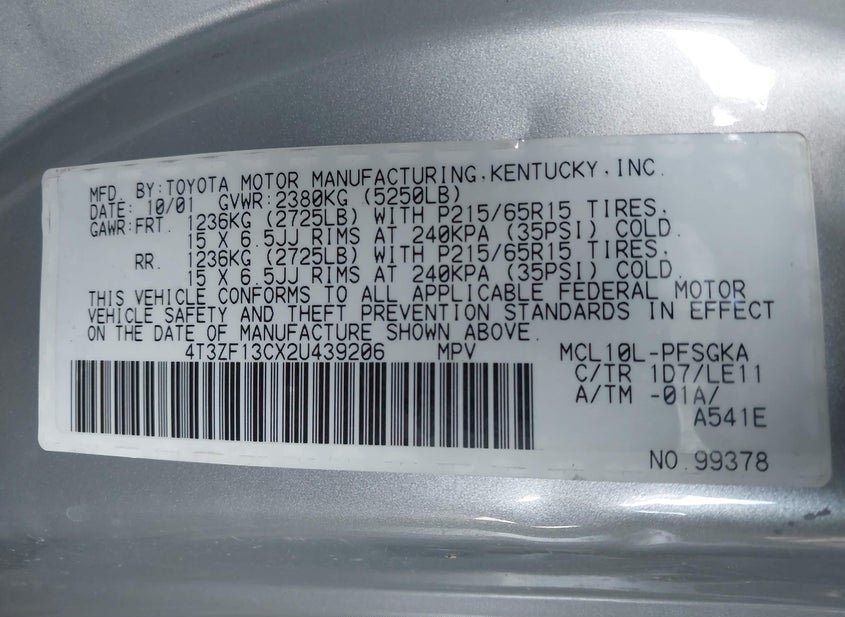 MFD. BY:TOYOTA MOTOR MANUFACTURING.KENTUCKY,INC.
DATE: 10/01 GVWR:2380KG (5250LB)
GAWR:FRT. 1236KG (2725LB) WITH P215/65R15 TIRES.
15 X 6.5JJ RIMS AT 240KPA (35PSI) COLD.
RR. 1236KG (2725LB) WITH P215/65R15 TIRES.
15 X 6.5JJ RIMS AT 240KPA (35PSI) COLD.
THIS VEHICLE CONFORMS TO ALL APPLICABLE FEDERAL MOTOR
VEHICLE SAFETY AND THEFT PREVENTION STANDARDS IN EFFECT
ON THE DATE OF MANUFACTURE SHOWN ABOVE.
4T3ZF13CX2U439206 MPV MCL10L-PFSGKA
C/TR 1D7/LE11
A/TM -01A/
A541E
NO.99378